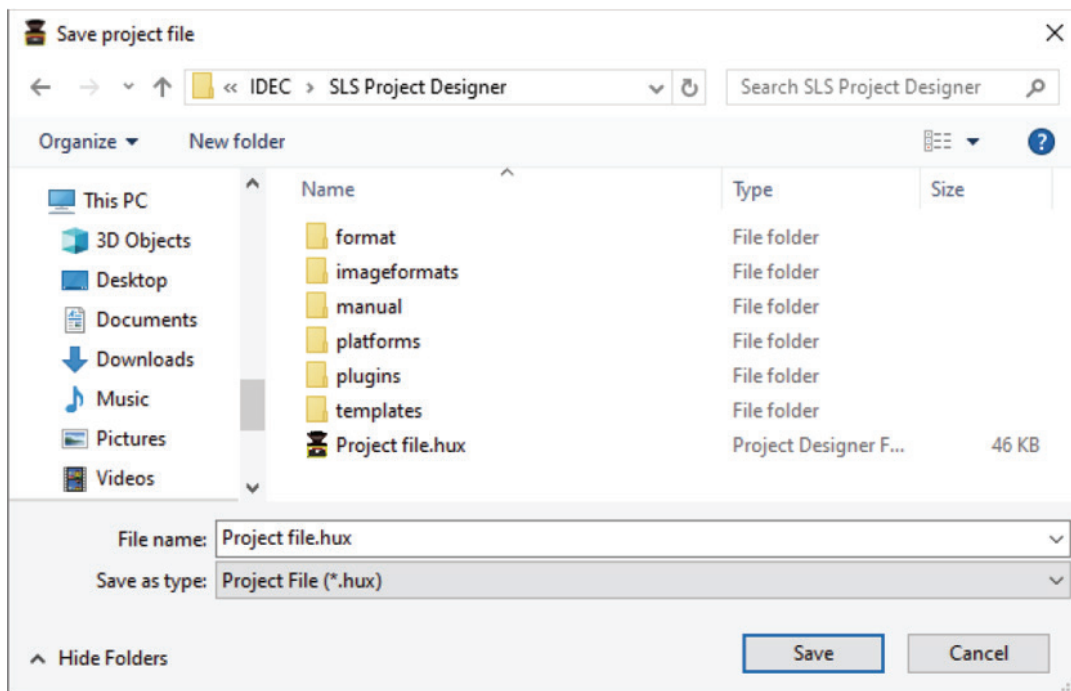 Save project file
« IDEC › SLS Project Designer
Search SLS Project Designer
Organize
New folder
?
This PC
3D Objects
Desktop
Documents
Downloads
Music
Pictures
Videos
Name Type Size
format File folder
imageformats File folder
manual File folder
platforms File folder
plugins File folder
templates File folder
Project file.hux Project Designer F... 46 KB
File name: Project file.hux
Save as type: Project File (*.hux)
Hide Folders
Save
Cancel